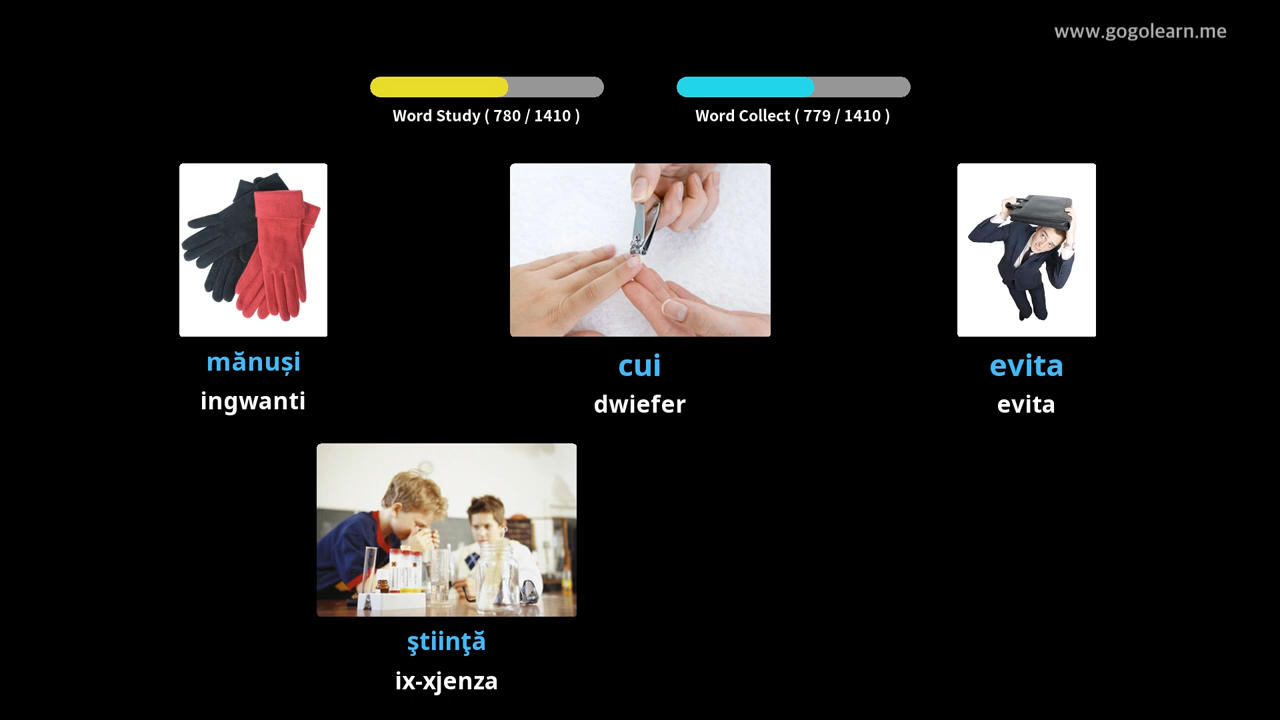 www.gogolearn.me
Word Study ( 780 / 1410 )
Word Collect ( 779 / 1410 )
mănuși
ingwanti
cui
dwiefer
evita
evita
ştiinţă
ix-xjenza